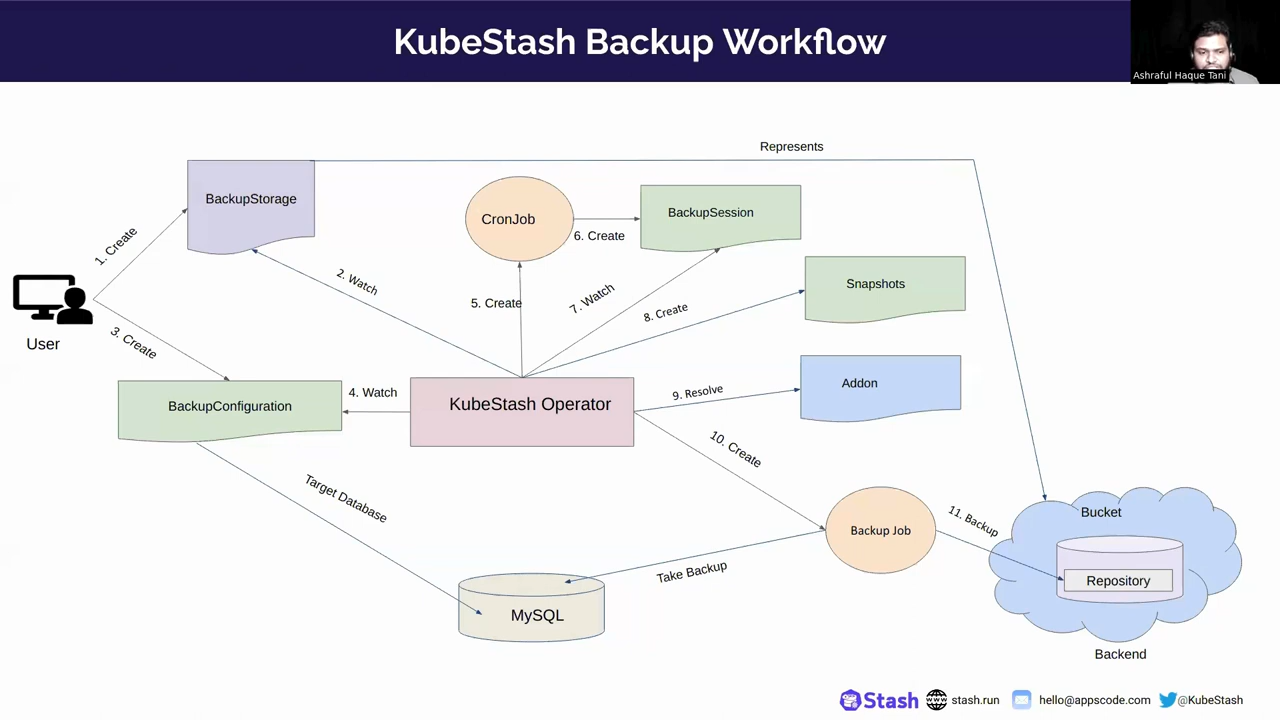 KubeStash Backup Workflow
Ashraful Haque Tani
Represents
BackupStorage
CronJob
BackupSession
6. Create
1. Create
2. Watch
5. Create
7. Watch
8. Create
Snapshots
User
3. Create
BackupConfiguration
4. Watch
KubeStash Operator
9. Resolve
Addon
10. Create
Target Database
Backup Job
11. Backup
Bucket
Repository
Take Backup
MySQL
Backend
Stash
stash.run
hello@appscode.com
@KubeStash